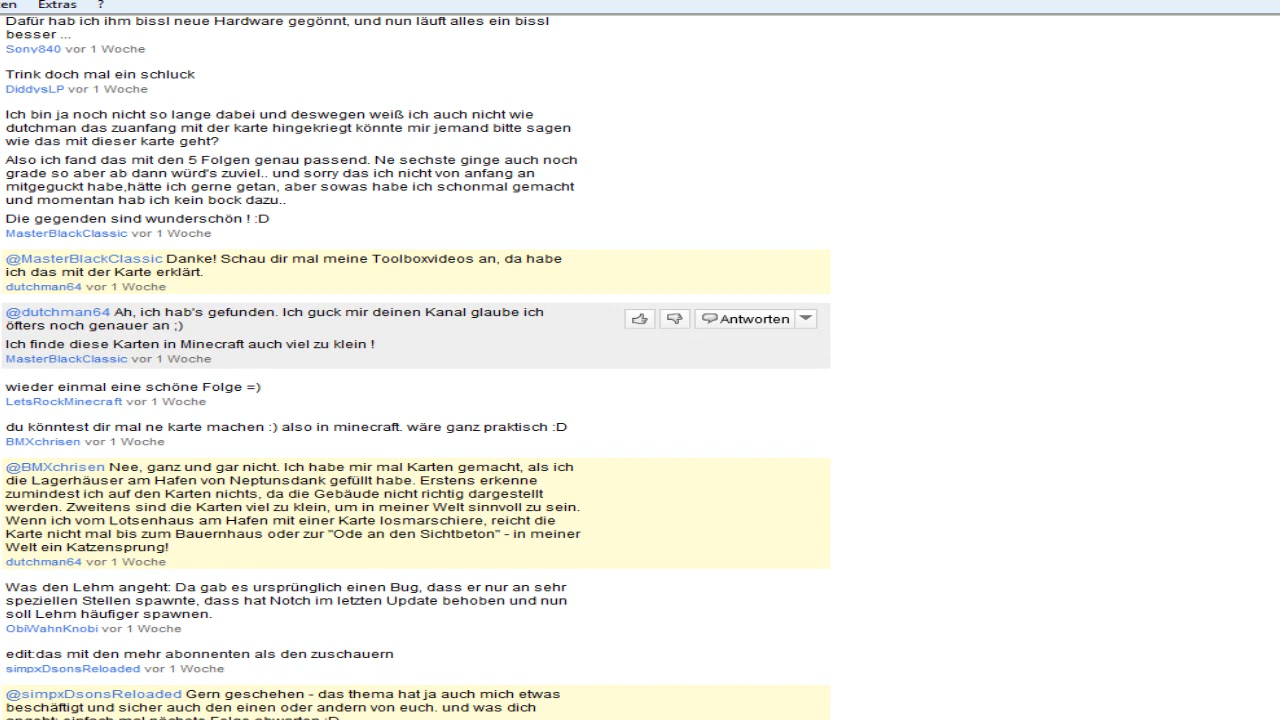 en Extras ?
Dafür hab ich ihm bissl neue Hardware gegönnt, und nun läuft alles ein bissl
besser ...
Sony840 vor 1 Woche
Trink doch mal ein schluck
DiddysLP vor 1 Woche
Ich bin ja noch nicht so lange dabei und deswegen weiß ich auch nicht wie
dutchman das zuanfang mit der karte hingekriegt könnte mir jemand bitte sagen
wie das mit dieser karte geht?
Also ich fand das mit den 5 Folgen genau passend. Ne sechste ginge auch noch
grade so aber ab dann würd's zuviel.. und sorry das ich nicht von anfang an
mitgeguckt habe,hätte ich gerne getan, aber sowas habe ich schonmal gemacht
und momentan hab ich kein bock dazu..
Die gegenden sind wunderschön ! :D
MasterBlackClassic vor 1 Woche
@MasterBlackClassic Danke! Schau dir mal meine Toolboxvideos an, da habe
ich das mit der Karte erklärt.
dutchman64 vor 1 Woche
@dutchman64 Ah, ich hab's gefunden. Ich guck mir deinen Kanal glaube ich
öfters noch genauer an ;)
Antworten
Ich finde diese Karten in Minecraft auch viel zu klein !
MasterBlackClassic vor 1 Woche
wieder einmal eine schöne Folge =)
LetsRockMinecraft vor 1 Woche
du könntest dir mal ne karte machen :) also in minecraft. wäre ganz praktisch :D
BMXchrisen vor 1 Woche
@BMXchrisen Nee, ganz und gar nicht. Ich habe mir mal Karten gemacht, als ich
die Lagerhäuser am Hafen von Neptunsdank gefüllt habe. Erstens erkenne
zumindest ich auf den Karten nichts, da die Gebäude nicht richtig dargestellt
werden. Zweitens sind die Karten viel zu klein, um in meiner Welt sinnvoll zu sein.
Wenn ich vom Lotsenhaus am Hafen mit einer Karte losmarschiere, reicht die
Karte nicht mal bis zum Bauernhaus oder zur "Ode an den Sichtbeton" - in meiner
Welt ein Katzensprung!
dutchman64 vor 1 Woche
Was den Lehm angeht: Da gab es ursprünglich einen Bug, dass er nur an sehr
speziellen Stellen spawnte, dass hat Notch im letzten Update behoben und nun
soll Lehm häufiger spawnen.
ObiWahnKnobi vor 1 Woche
edit:das mit den mehr abonnenten als den zuschauern
simpxDsonsReloaded vor 1 Woche
@simpxDsonsReloaded Gern geschehen - das thema hat ja auch mich etwas
beschäftigt und sicher auch den einen oder andern von euch. und was dich
angeht: einfach mal nächste Folge abwarten :D